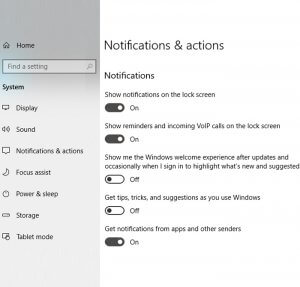 Home
Find a setting
System
Display
Sound
Notifications & actions
Focus assist
Power & sleep
Storage
Tablet mode
Notifications & actions
Notifications
Show notifications on the lock screen
On
Show reminders and incoming VoIP calls on the lock screen
On
Show me the Windows welcome experience after updates and
occasionally when I sign in to highlight what's new and suggested
Off
Get tips, tricks, and suggestions as you use Windows
Off
Get notifications from apps and other senders
On